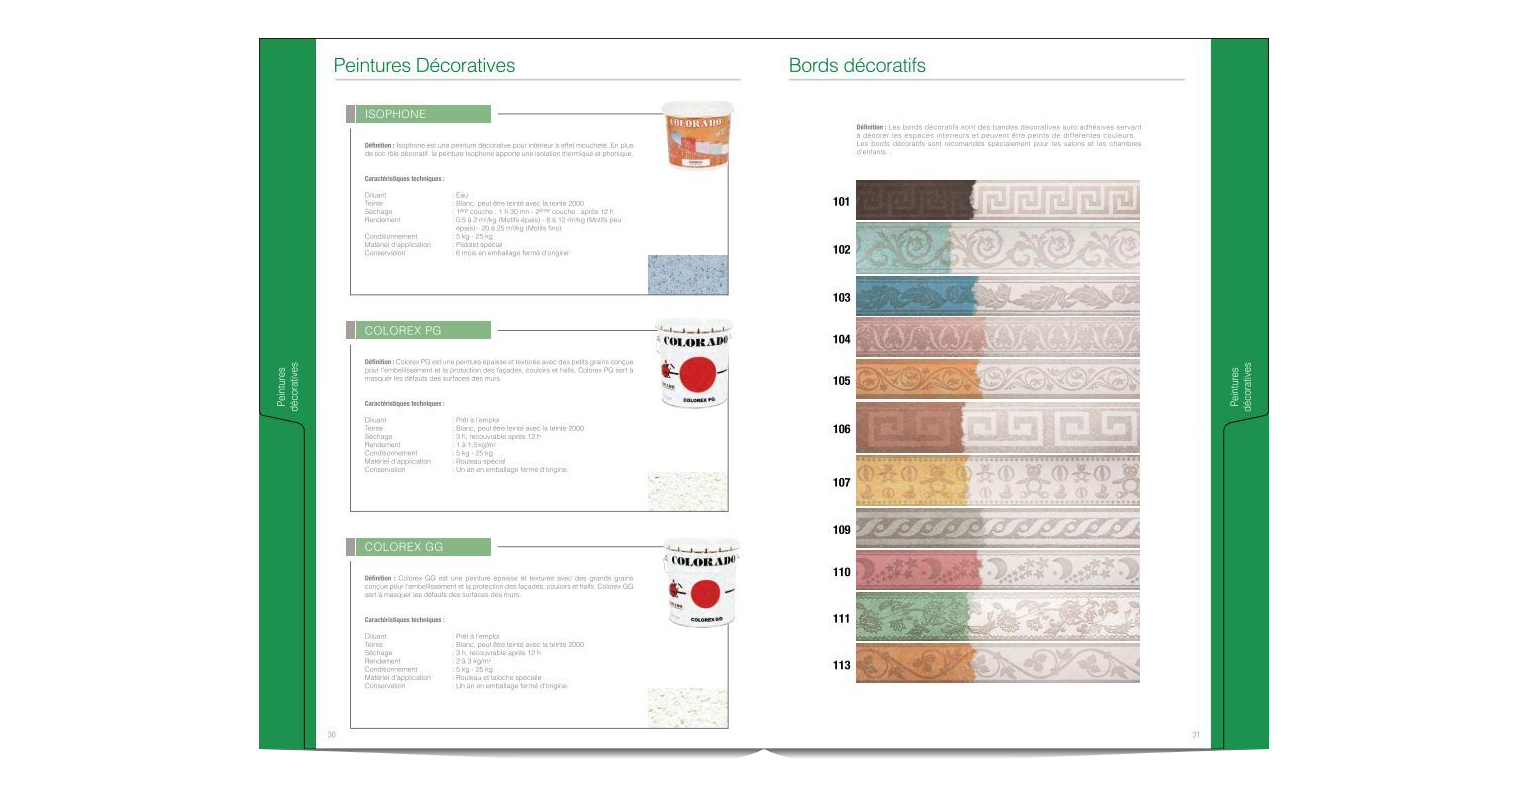 Peintures Décoratives
ISOPHONE
COLORADO
Définition : Isophone est une peinture décorative pour intérieur à effet moucheté. En plus
de son rôle décoratif, la peinture Isophone apporte une isolation thermique et phonique.
Caractéristiques techniques :
Diluant : Eau
Teinte : Blanc, peut être teinté avec la teinte 2000
Séchage : 1ère couche : 1 h 30 mn - 2ème couche : après 12 h
Rendement : 0,5 à 2 m²/kg (Motifs épais) - 8 à 12 m²/kg (Motifs peu
épais) - 20 à 25 m²/kg (Motifs fins)
Conditionnement : 5 kg - 25 kg
Matériel d'application : Pistolet spécial
Conservation : 6 mois en emballage fermé d'origine
COLOREX PG
COLORADO
COLOREX PG
Définition : Colorex PG est une peinture épaisse et texturée avec des petits grains conçue
pour l'embellissement et la protection des façades, couloirs et halls. Colorex PG sert à
masquer les défauts des surfaces des murs.
Caractéristiques techniques :
Diluant : Prêt à l'emploi
Teinte : Blanc, peut être teinté avec la teinte 2000
Séchage : 3 h, recouvrable après 12 h
Rendement : 1 à 1,5kg/m²
Conditionnement : 5 kg - 25 kg
Matériel d'application : Rouleau spécial
Conservation : Un an en emballage fermé d'origine.
COLOREX GG
COLORADO
COLOREX GG
Définition : Colorex GG est une peinture épaisse et texturée avec des grands grains
conçue pour l'embellissement et la protection des façades, couloirs et halls. Colorex GG
sert à masquer les défauts des surfaces des murs.
Caractéristiques techniques :
Diluant : Prêt à l'emploi
Teinte : Blanc, peut être teinté avec la teinte 2000
Séchage : 3 h, recouvrable après 12 h
Rendement : 2 à 3 kg/m²
Conditionnement : 5 kg - 25 kg
Matériel d'application : Rouleau et taloche spéciale
Conservation : Un an en emballage fermé d'origine.
30
Peintures
décoratives
Bords décoratifs
Définition : Les bords décoratifs sont des bandes décoratives auto adhésives servant
à décorer les espaces interieurs et peuvent être peints de differentes couleurs.
Les bords décoratifs sont recomandés spécialement pour les salons et les chambres
d'enfants.
101
102
103
104
105
106
107
109
110
111
113
31
Peintures
décoratives